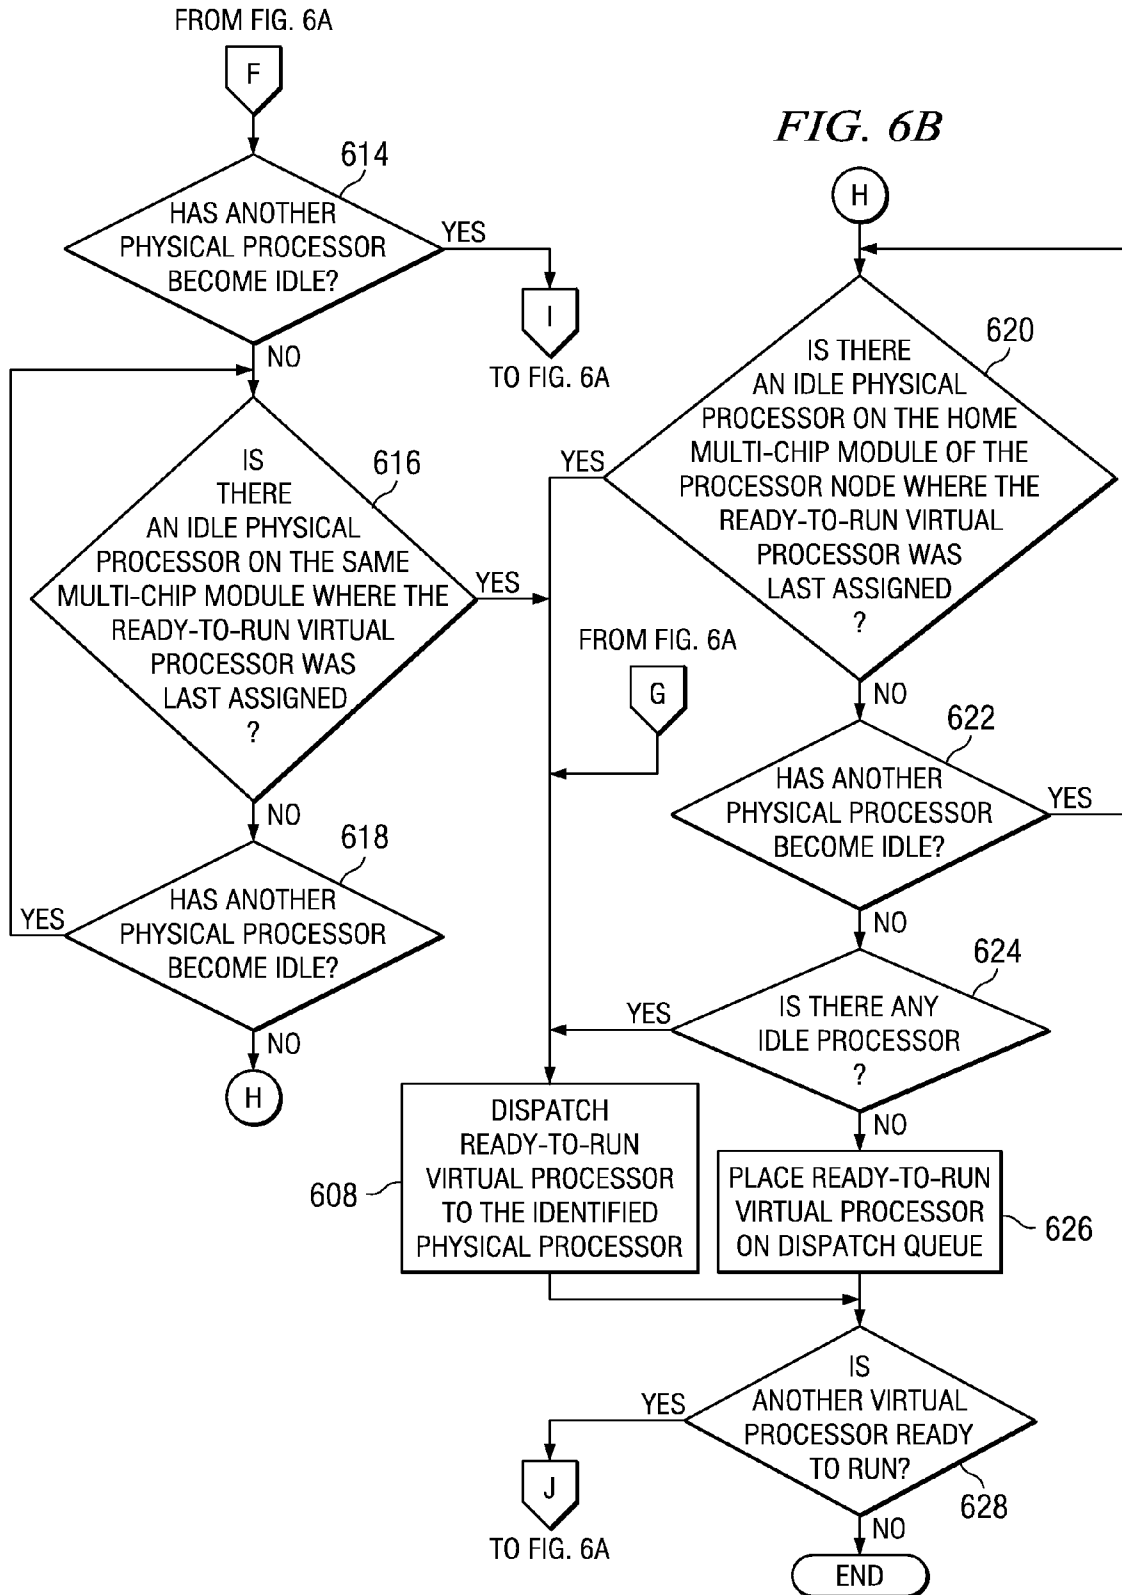 FROM FIG. 6A
F
FIG. 6B
614
HAS ANOTHER
PHYSICAL PROCESSOR
BECOME IDLE?
YES
I
TO FIG. 6A
NO
616
IS
THERE
AN IDLE PHYSICAL
PROCESSOR ON THE SAME
MULTI-CHIP MODULE WHERE THE
READY-TO-RUN VIRTUAL
PROCESSOR WAS
LAST ASSIGNED
?
YES
NO
618
HAS ANOTHER
PHYSICAL PROCESSOR
BECOME IDLE?
YES
NO
H
H
620
IS THERE
AN IDLE PHYSICAL
PROCESSOR ON THE HOME
MULTI-CHIP MODULE OF THE
PROCESSOR NODE WHERE THE
READY-TO-RUN VIRTUAL
PROCESSOR WAS
LAST ASSIGNED
?
YES
NO
FROM FIG. 6A
G
622
HAS ANOTHER
PHYSICAL PROCESSOR
BECOME IDLE?
YES
NO
624
IS THERE ANY
IDLE PROCESSOR
?
YES
NO
608
DISPATCH
READY-TO-RUN
VIRTUAL PROCESSOR
TO THE IDENTIFIED
PHYSICAL PROCESSOR
PLACE READY-TO-RUN
VIRTUAL PROCESSOR
ON DISPATCH QUEUE
626
IS
ANOTHER VIRTUAL
PROCESSOR READY
TO RUN?
628
YES
J
TO FIG. 6A
NO
END